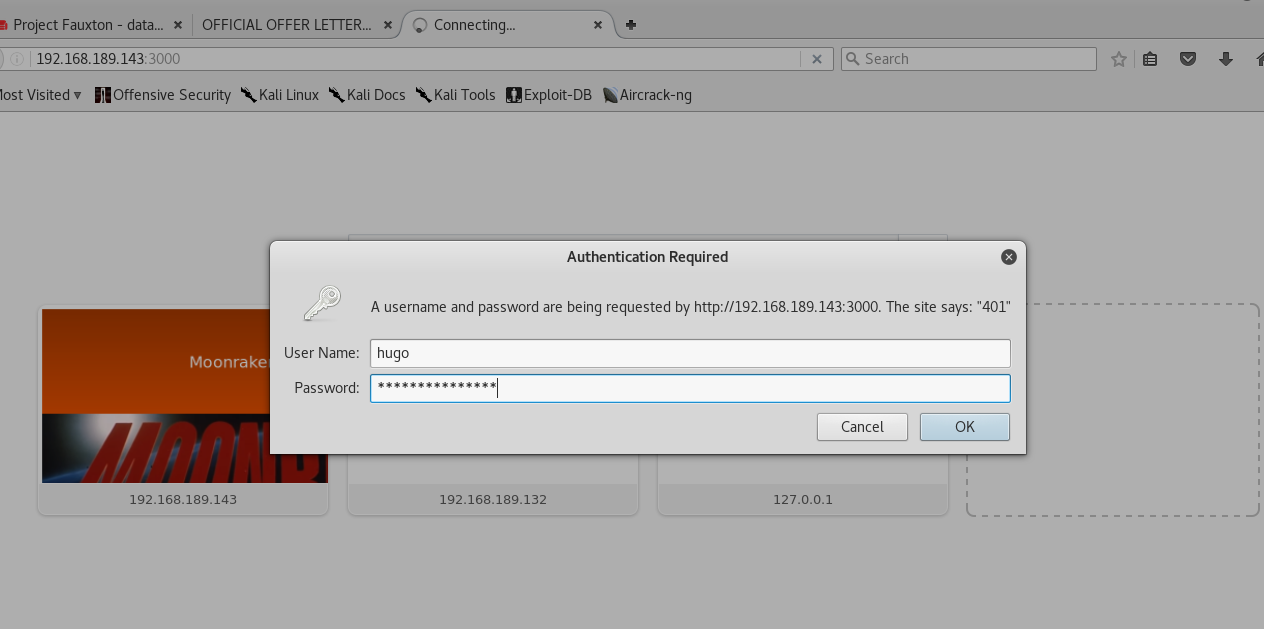 Project Fauxton - data... OFFICIAL OFFER LETTER... Connecting...
192.168.189.143:3000 Search
Most Visited Offensive Security Kali Linux Kali Docs Kali Tools Exploit-DB Aircrack-ng
Authentication Required
A username and password are being requested by http://192.168.189.143:3000. The site says: "401"
User Name: hugo
Password: ***************
Cancel OK
Moonraker
MOONR
192.168.189.143 192.168.189.132 127.0.0.1